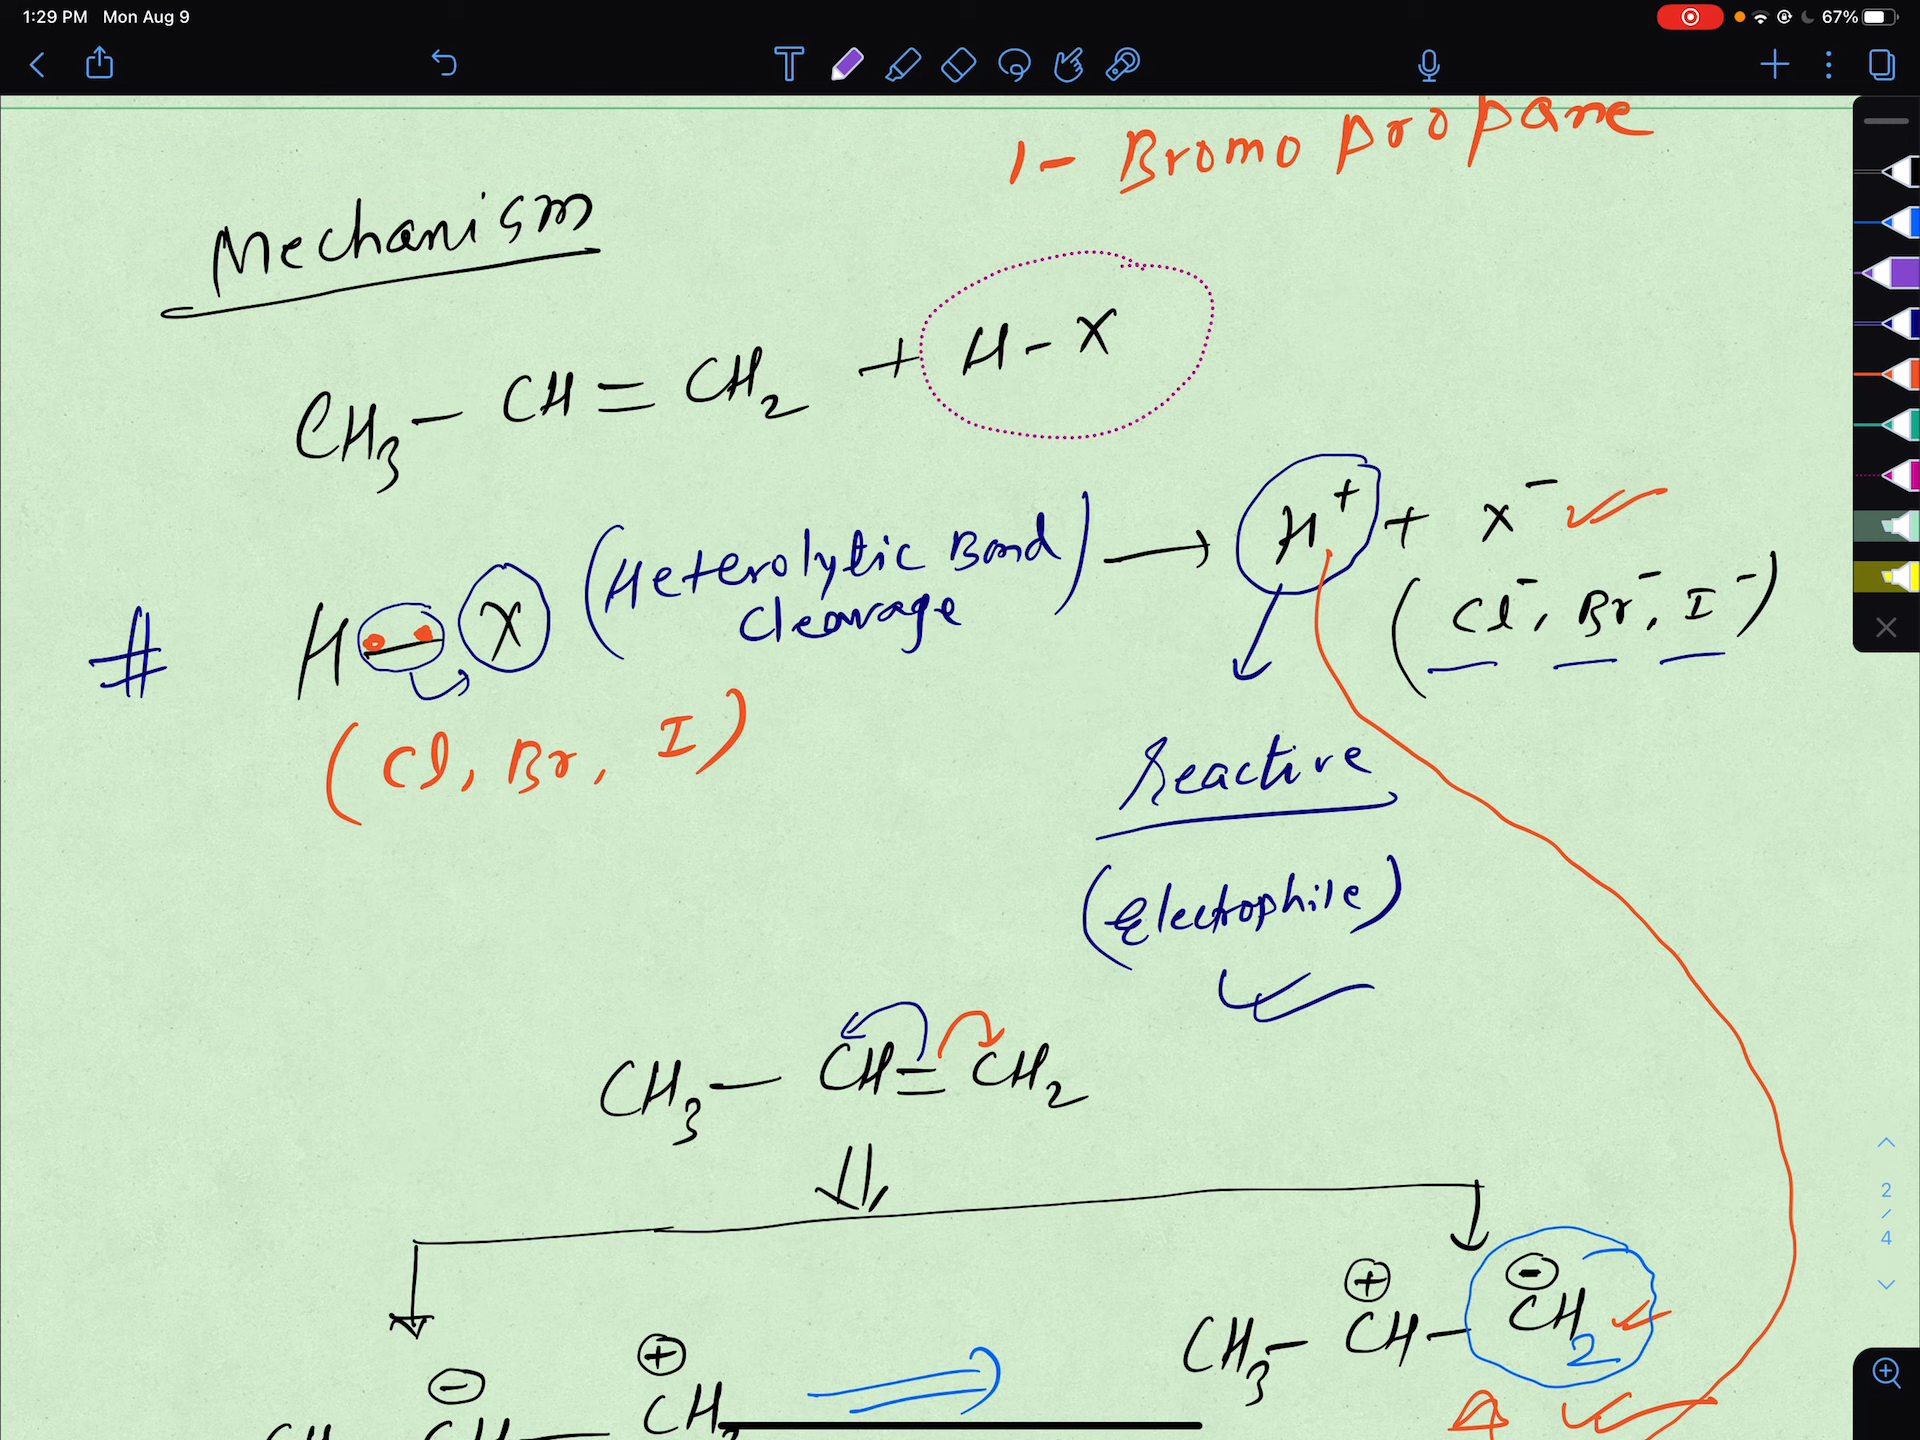 1:29 PM Mon Aug 9 67%
1- Bromo propane
Mechanism
CH3 - CH = CH2 + H - X
# H X (Heterolytic Bond cleavage) → H+ + X-
(Cl-, Br-, I-)
(Cl, Br, I)
Reactive
(Electrophile)
CH3 — CH = CH2
⊕ ⊖
CH3 - CH - CH2
⊖ ⊕
CH
2
/
4